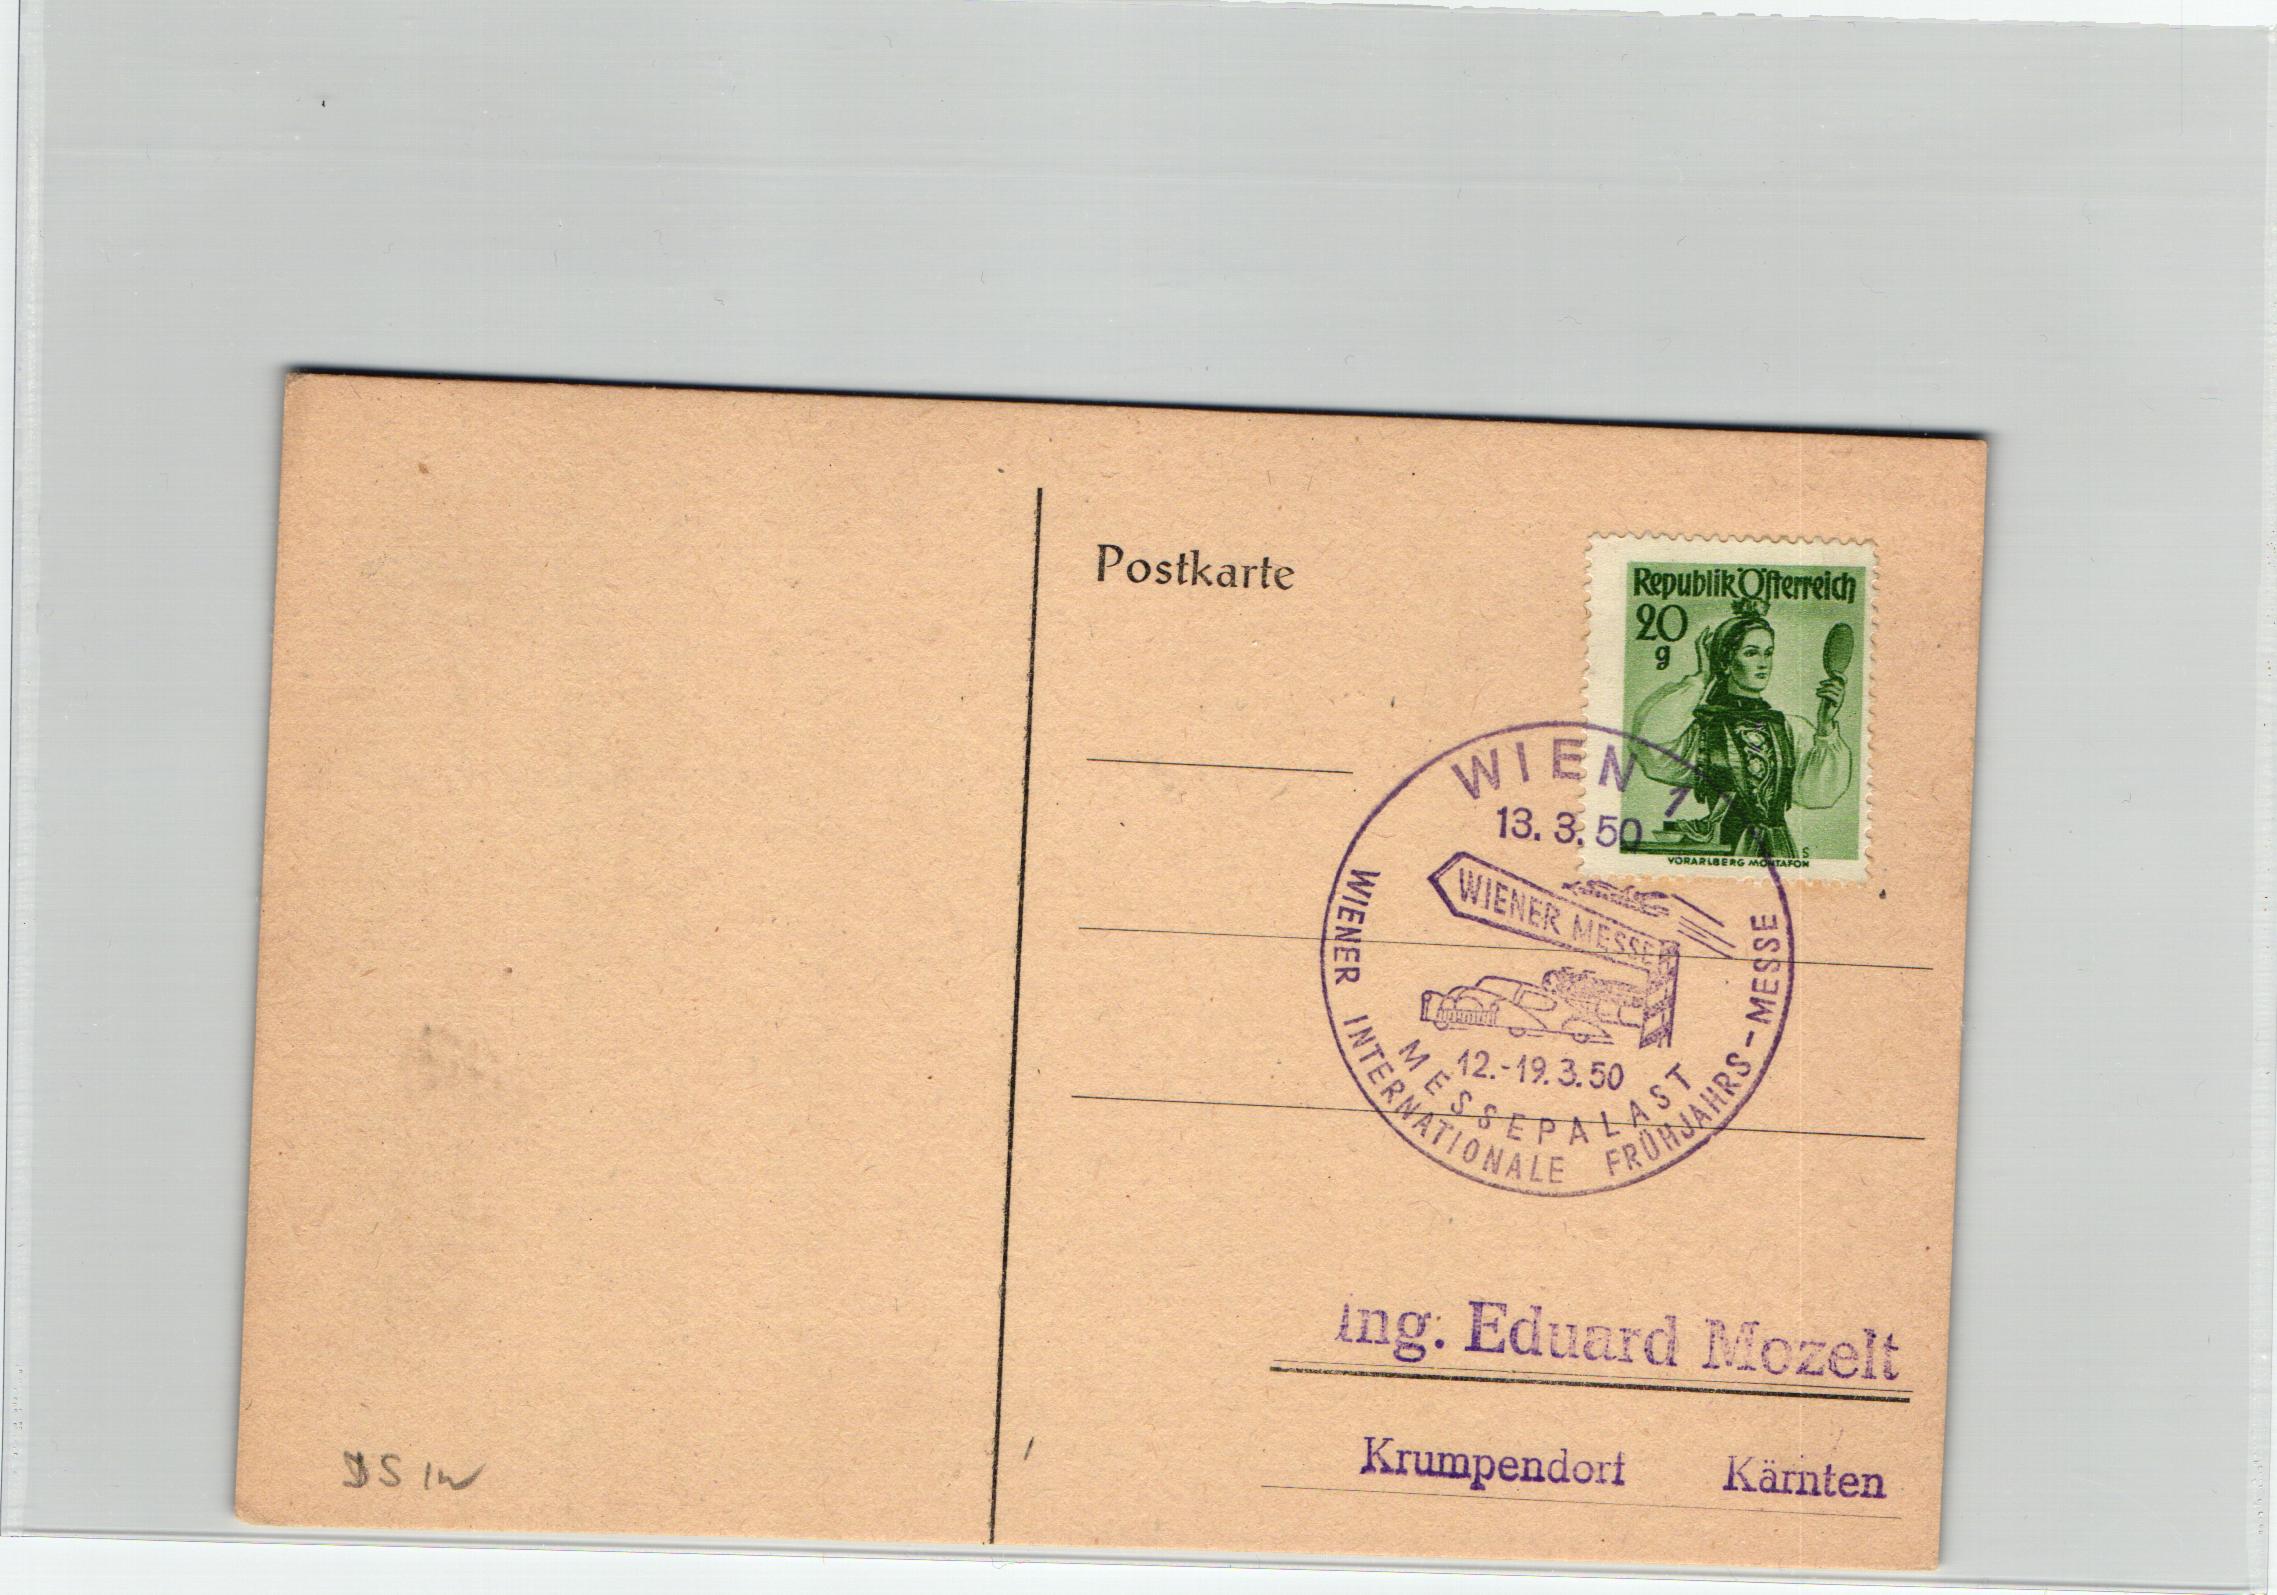 Postkarte
Republik Österreich
20
g
S
VORARLBERG MONTAFON
WIEN 1
13. 3. 50
WIENER MESSE
12.-19.3.50
MESSEPALAST
WIENER INTERNATIONALE FRÜHJAHRS-MESSE
Ing. Eduard Mozelt
Krumpendorf Kärnten